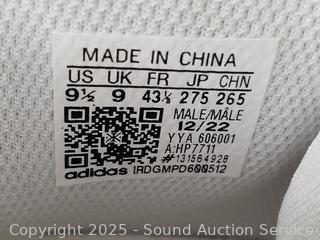 MADE IN CHINA
US UK FR JP CHN
9½ 9 43⅓ 275 265
MALE/MÂLE
12/22
YYA 606001
A:HP7711
#131564928
adidas IRDGMPD600512
Copyright © 2025 - Sound Auction Service